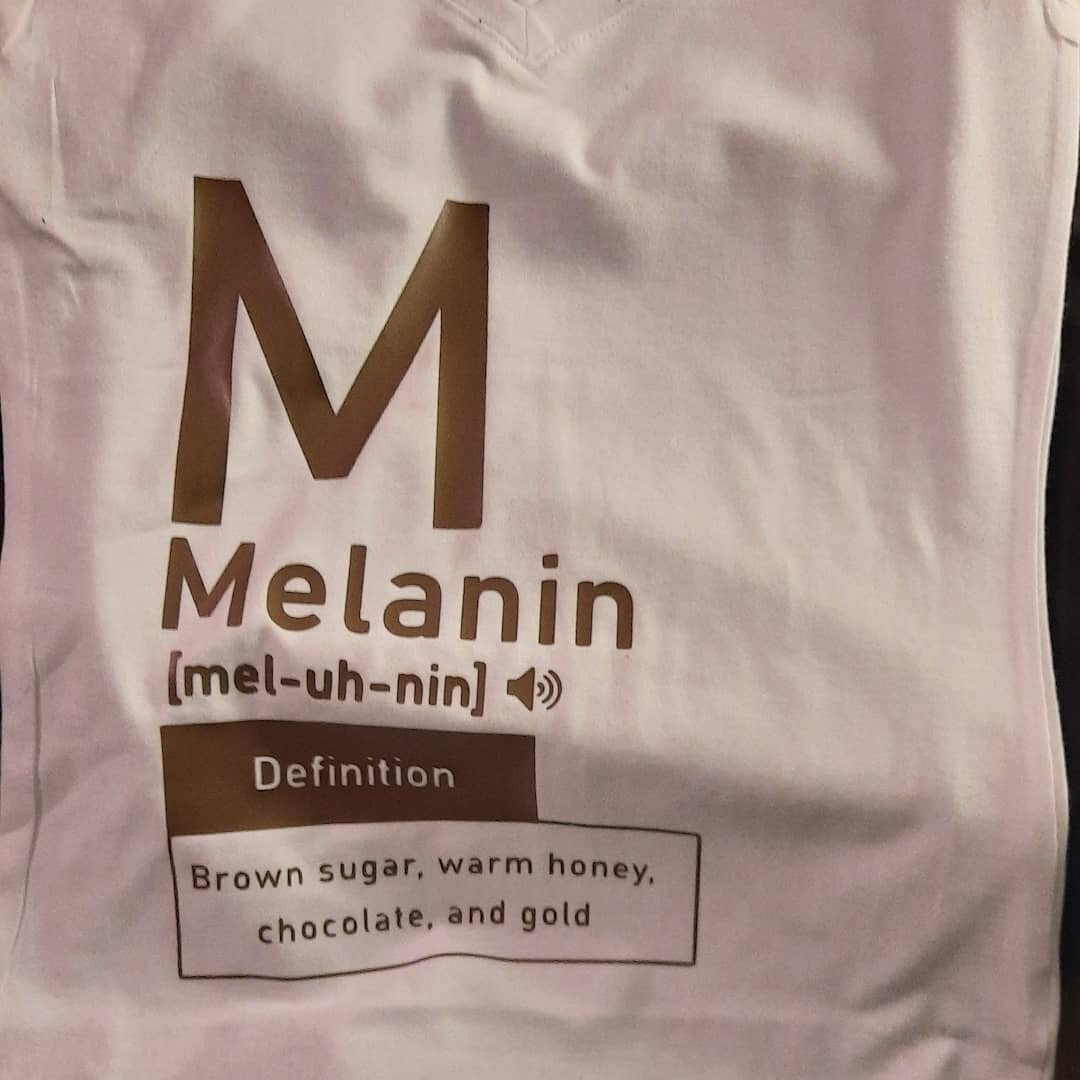 M
Melanin
[mel-uh-nin]
Definition
Brown sugar, warm honey,
chocolate, and gold